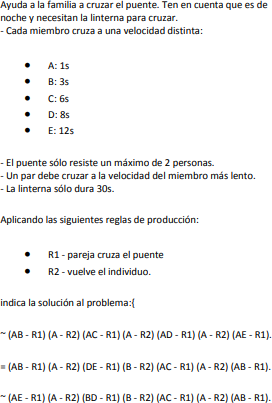 Ayuda a la familia a cruzar el puente. Ten en cuenta que es de
noche y necesitan la linterna para cruzar.
- Cada miembro cruza a una velocidad distinta:
● A: 1s
● B: 3s
● C: 6s
● D: 8s
● E: 12s
- El puente sólo resiste un máximo de 2 personas.
- Un par debe cruzar a la velocidad del miembro más lento.
- La linterna sólo dura 30s.
Aplicando las siguientes reglas de producción:
● R1 - pareja cruza el puente
● R2 - vuelve el individuo.
indica la solución al problema:{
~ (AB - R1) (A - R2) (AC - R1) (A - R2) (AD - R1) (A - R2) (AE - R1).
= (AB - R1) (A - R2) (DE - R1) (B - R2) (AC - R1) (A - R2) (AB - R1).
~ (AE - R1) (A - R2) (BD - R1) (B - R2) (AC - R1) (A - R2) (AB - R1).